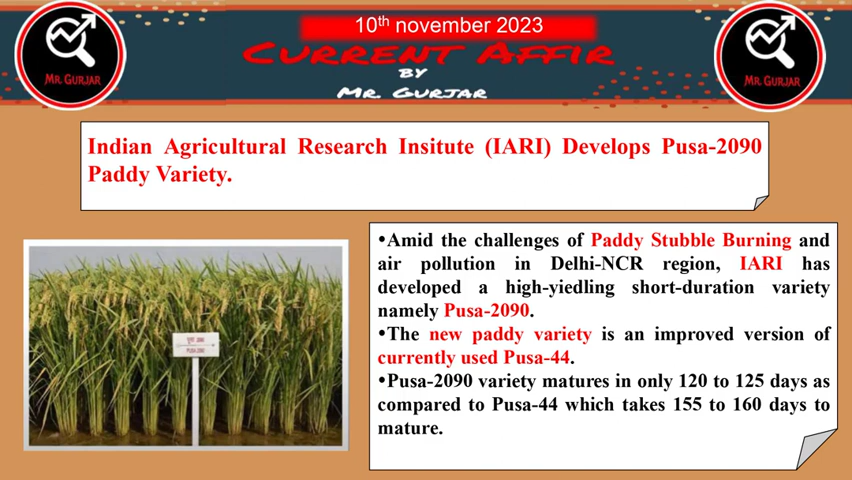 10th november 2023
CURRENT AFFIR
BY
MR. GURJAR
MR. GURJAR
MR. GURJAR
Indian Agricultural Research Insitute (IARI) Develops Pusa-2090
Paddy Variety.
•Amid the challenges of Paddy Stubble Burning and
air pollution in Delhi-NCR region, IARI has
developed a high-yiedling short-duration variety
namely Pusa-2090.
•The new paddy variety is an improved version of
currently used Pusa-44.
•Pusa-2090 variety matures in only 120 to 125 days as
compared to Pusa-44 which takes 155 to 160 days to
mature.
पूसा 2090
PUSA 2090